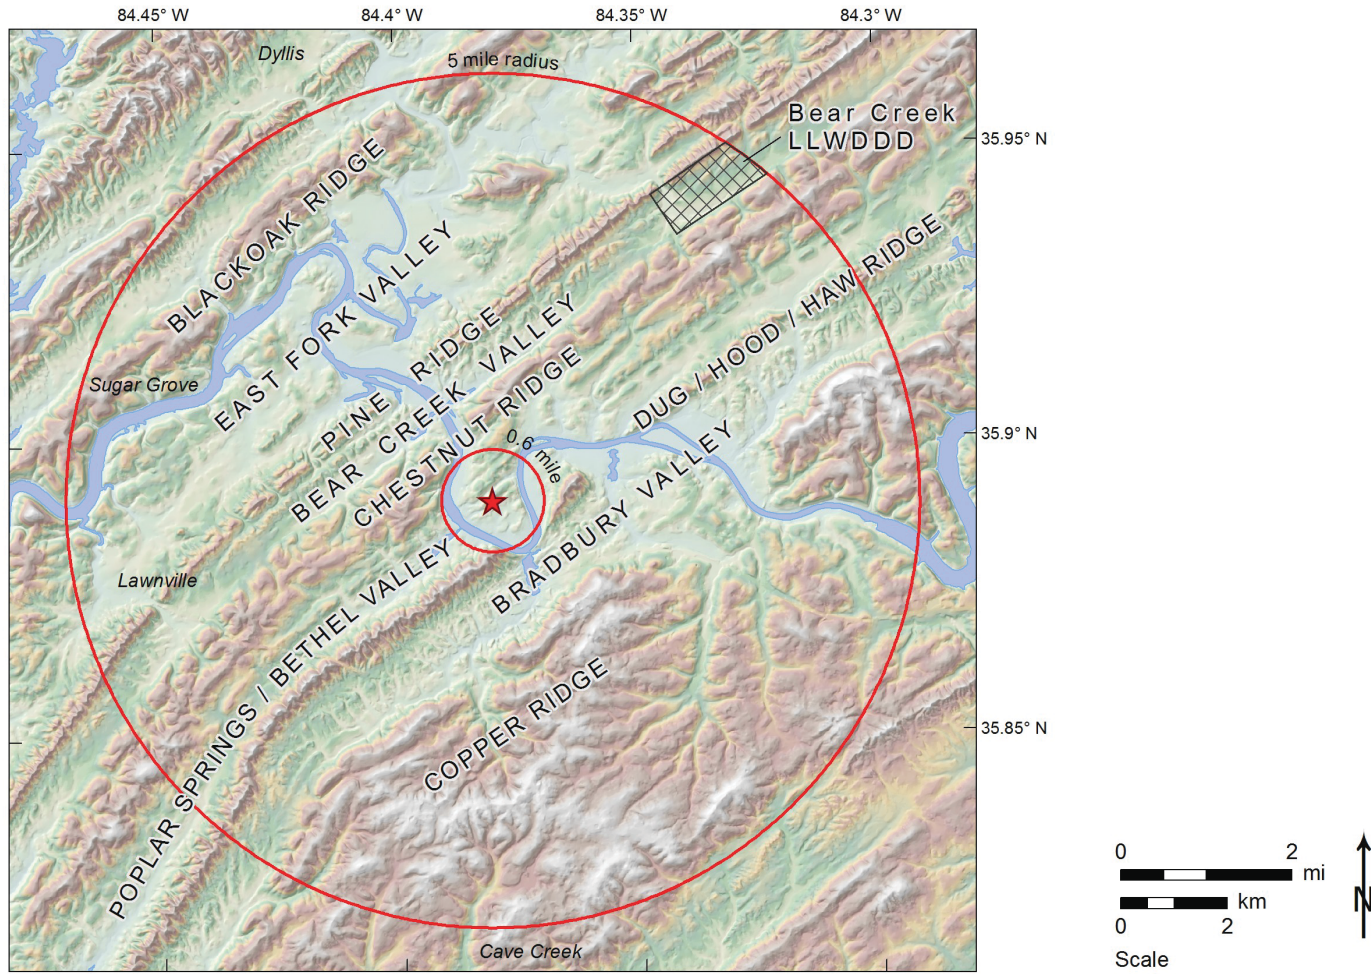 84.45° W
84.4° W
84.35° W
84.3° W
Dyllis
5 mile radius
Bear Creek
LLWDDD
35.95° N
BLACKOAK RIDGE
EAST FORK VALLEY
PINE RIDGE
BEAR CREEK VALLEY
CHESTNUT RIDGE
DUG / HOOD / HAW RIDGE
Sugar Grove
0.6 mile
35.9° N
BRADBURY VALLEY
Lawnville
POPLAR SPRINGS / BETHEL VALLEY
COPPER RIDGE
35.85° N
Cave Creek
0 2
mi
km
0 2
Scale
N